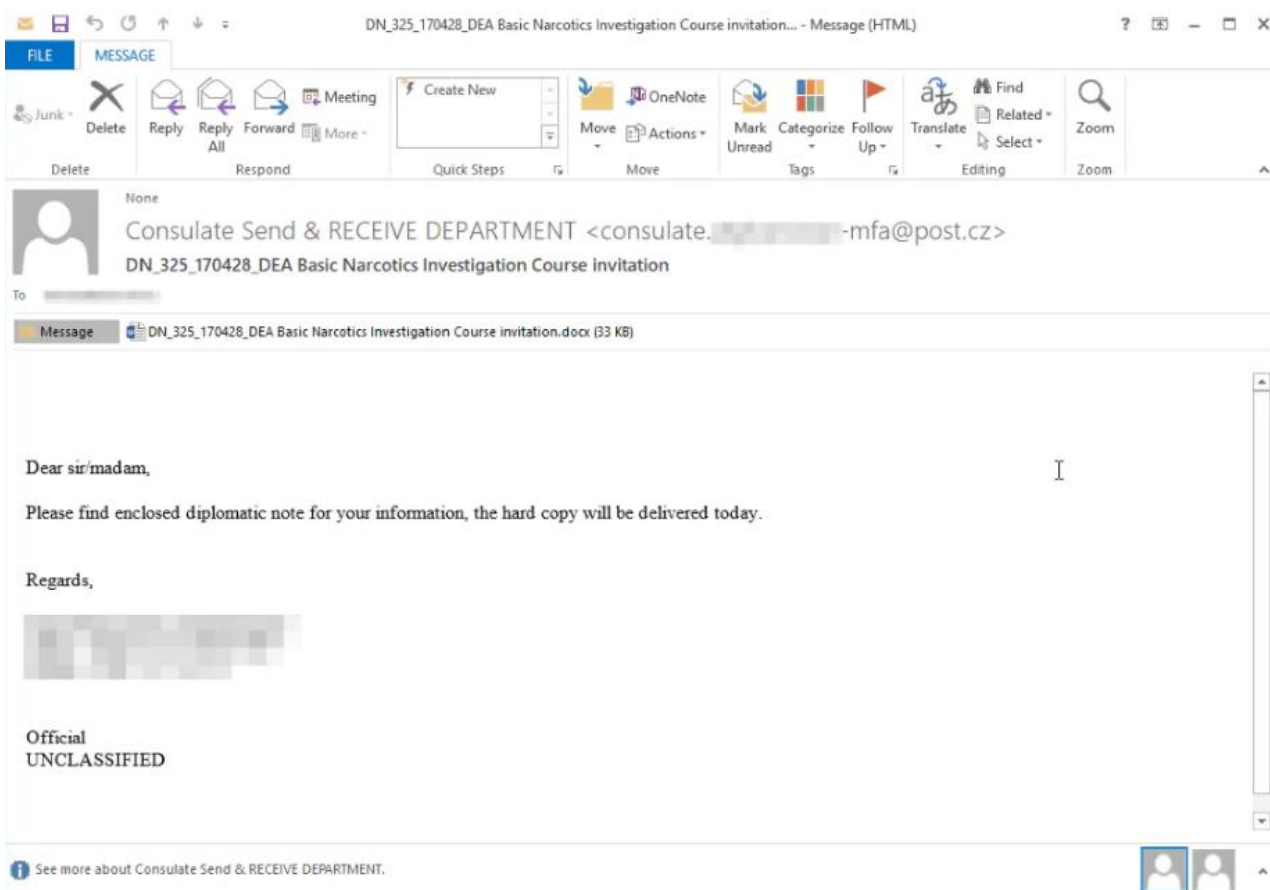 DN_325_170428_DEA Basic Narcotics Investigation Course invitation... - Message (HTML)
FILE MESSAGE
Junk
Delete
Reply
Reply All
Forward
Meeting
More
Create New
Move
OneNote
Actions
Mark Unread
Categorize
Follow Up
Translate
Find
Related
Select
Zoom
Delete Respond Quick Steps Move Tags Editing Zoom
None
Consulate Send & RECEIVE DEPARTMENT <consulate. -mfa@post.cz>
DN_325_170428_DEA Basic Narcotics Investigation Course invitation
To
Message DN_325_170428_DEA Basic Narcotics Investigation Course invitation.docx (33 KB)
Dear sir/madam,
Please find enclosed diplomatic note for your information, the hard copy will be delivered today.
Regards,
Official
UNCLASSIFIED
See more about Consulate Send & RECEIVE DEPARTMENT.